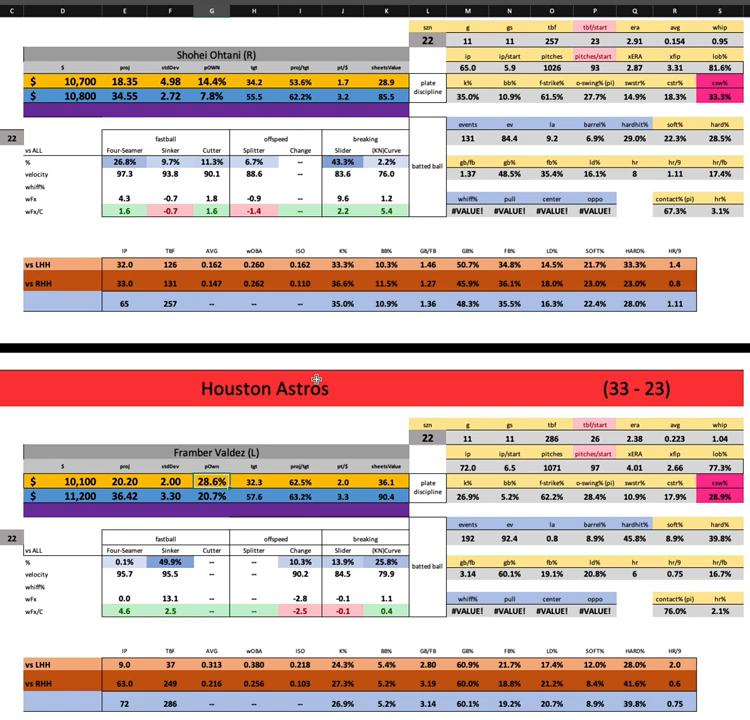 C D E F G H I J K L M N O P Q R S
szn g gs tbf tbf/start era avg whip
22 11 11 257 23 2.91 0.154 0.95
Shohei Ohtani (R) ip ip/start pitches pitches/start xERA xfip lob%
$ proj stdDev pOWN tgt proj/tgt pt/$ sheetsValue 65.0 5.9 1026 93 2.87 3.31 81.6%
$ 10,700 18.35 4.98 14.4% 34.2 53.6% 1.7 28.9 plate discipline k% bb% f-strike% o-swing% (pi) swstr% cstr% csw%
$ 10,800 34.55 2.72 7.8% 55.5 62.2% 3.2 85.5 35.0% 10.9% 61.5% 27.7% 14.9% 18.3% 33.3%
events ev la barrel% hardhit% soft% hard%
22 fastball offspeed breaking 131 84.4 9.2 6.9% 29.0% 22.3% 28.5%
vs ALL Four-Seamer Sinker Cutter Splitter Change Slider (KN)Curve
% 26.8% 9.7% 11.3% 6.7% -- 43.3% 2.2% batted ball gb/fb gb% fb% ld% hr hr/9 hr/fb
velocity 97.3 93.8 90.1 88.6 -- 83.6 76.0 1.37 48.5% 35.4% 16.1% 8 1.11 17.4%
whiff%
wFx 4.3 -0.7 1.8 -0.9 9.6 1.2 whiff% pull center oppo contact% (pi) hr%
wFx/C 1.6 -0.7 1.6 -1.4 -- 2.2 5.4 #VALUE! #VALUE! #VALUE! #VALUE! 67.3% 3.1%
IP TBF AVG wOBA ISO K% BB% GB/FB GB% FB% LD% SOFT% HARD% HR/9
vs LHH 32.0 126 0.162 0.260 0.162 33.3% 10.3% 1.46 50.7% 34.8% 14.5% 21.7% 33.3% 1.4
vs RHH 33.0 131 0.147 0.262 0.110 36.6% 11.5% 1.27 45.9% 36.1% 18.0% 23.0% 23.0% 0.8
65 257 -- -- -- 35.0% 10.9% 1.36 48.3% 35.5% 16.3% 22.4% 28.0% 1.11
Houston Astros (33 - 23)
szn g gs tbf tbf/start era avg whip
22 11 11 286 26 2.38 0.223 1.04
Framber Valdez (L) ip ip/start pitches pitches/start xERA xfip lob%
$ proj stdDev pOwn tgt proj/tgt pt/$ sheetsValue 72.0 6.5 1071 97 4.01 2.66 77.3%
$ 10,100 20.20 2.00 28.6% 32.3 62.5% 2.0 36.1 plate discipline k% bb% f-strike% o-swing% (pi) swstr% cstr% csw%
$ 11,200 36.42 3.30 20.7% 57.6 63.2% 3.3 90.4 26.9% 5.2% 62.2% 28.4% 10.9% 17.9% 28.9%
events ev la barrel% hardhit% soft% hard%
22 fastball offspeed breaking 192 92.4 0.8 8.9% 45.8% 8.9% 39.8%
vs ALL Four-Seamer Sinker Cutter Splitter Change Slider (KN)Curve
% 0.1% 49.9% -- -- 10.3% 13.9% 25.8% batted ball gb/fb gb% fb% ld% hr hr/9 hr/fb
velocity 95.7 95.5 -- -- 90.2 84.5 79.9 3.14 60.1% 19.1% 20.8% 6 0.75 16.7%
whiff%
wFx 0.0 13.1 -2.8 -0.1 1.1 whiff% pull center oppo contact% (pi) hr%
wFx/C 4.6 2.5 -- -- -2.5 -0.1 0.4 #VALUE! #VALUE! #VALUE! #VALUE! 76.0% 2.1%
IP TBF AVG wOBA ISO K% BB% GB/FB GB% FB% LD% SOFT% HARD% HR/9
vs LHH 9.0 37 0.313 0.380 0.218 24.3% 5.4% 2.80 60.9% 21.7% 17.4% 12.0% 28.0% 2.0
vs RHH 63.0 249 0.216 0.256 0.103 27.3% 5.2% 3.19 60.0% 18.8% 21.2% 8.4% 41.6% 0.6
72 286 -- -- -- 26.9% 5.2% 3.14 60.1% 19.2% 20.7% 8.9% 39.8% 0.75